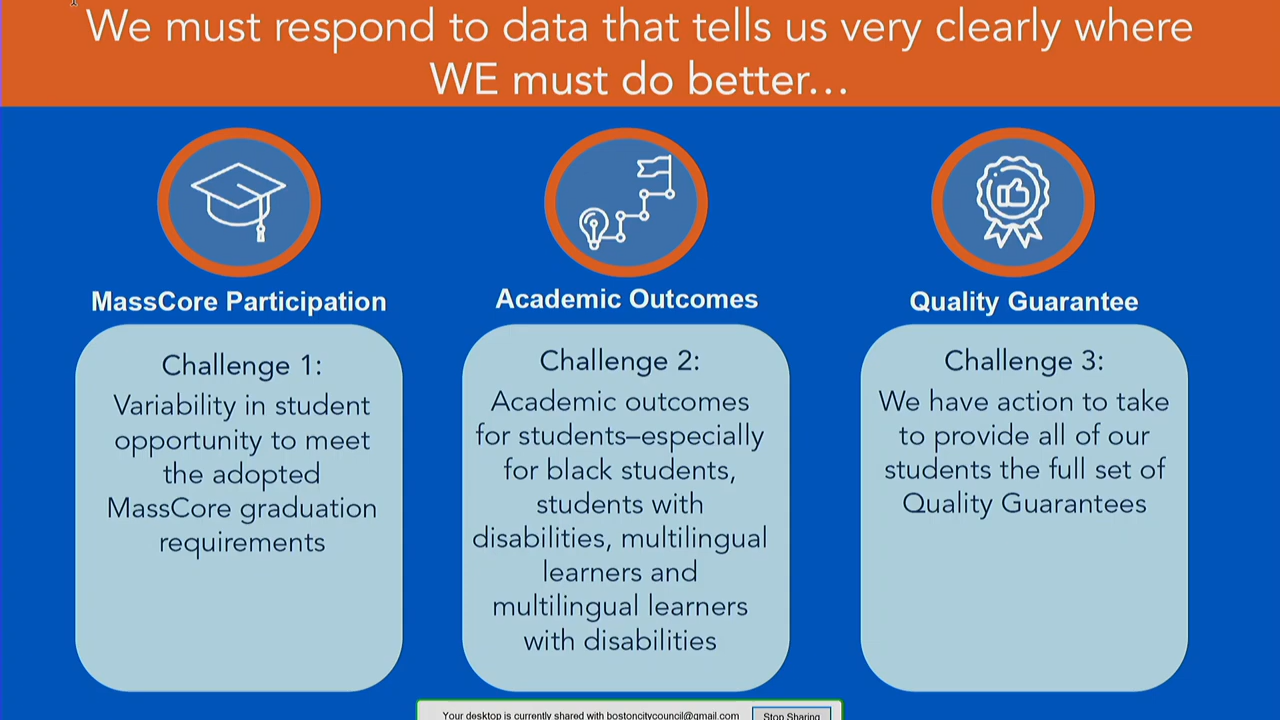 We must respond to data that tells us very clearly where
WE must do better...
MassCore Participation
Challenge 1:
Variability in student
opportunity to meet
the adopted
MassCore graduation
requirements
Academic Outcomes
Challenge 2:
Academic outcomes
for students–especially
for black students,
students with
disabilities, multilingual
learners and
multilingual learners
with disabilities
Quality Guarantee
Challenge 3:
We have action to take
to provide all of our
students the full set of
Quality Guarantees
Your desktop is currently shared with bostoncitycouncil@gmail.com
Stop Sharing